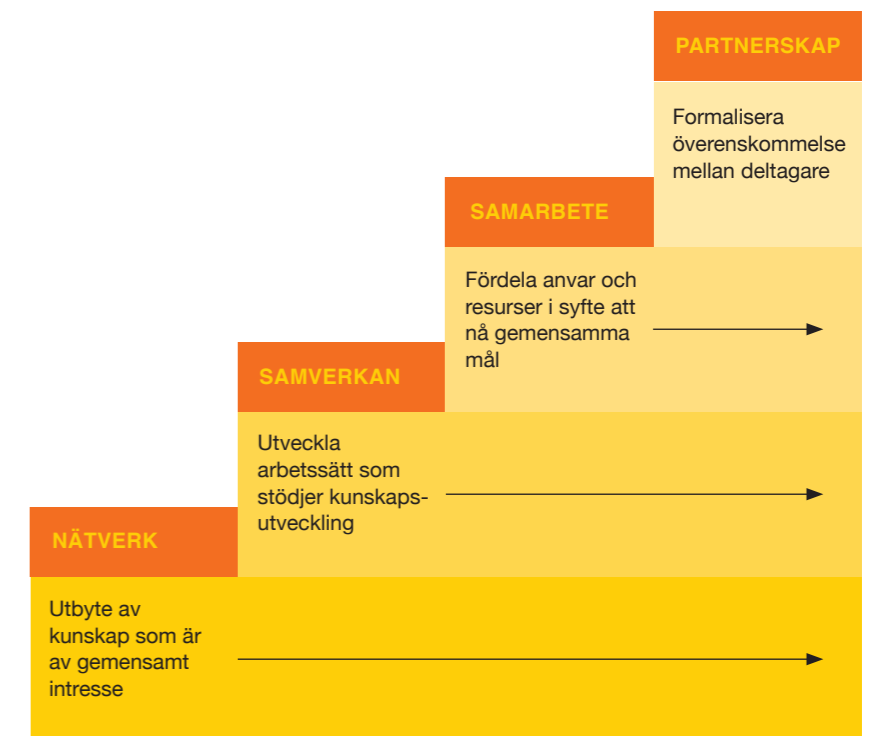 PARTNERSKAP
Formalisera
överenskommelse
mellan deltagare
SAMARBETE
Fördela anvar och
resurser i syfte att
nå gemensamma
mål
SAMVERKAN
Utveckla
arbetssätt som
stödjer kunskaps-
utveckling
NÄTVERK
Utbyte av
kunskap som är
av gemensamt
intresse